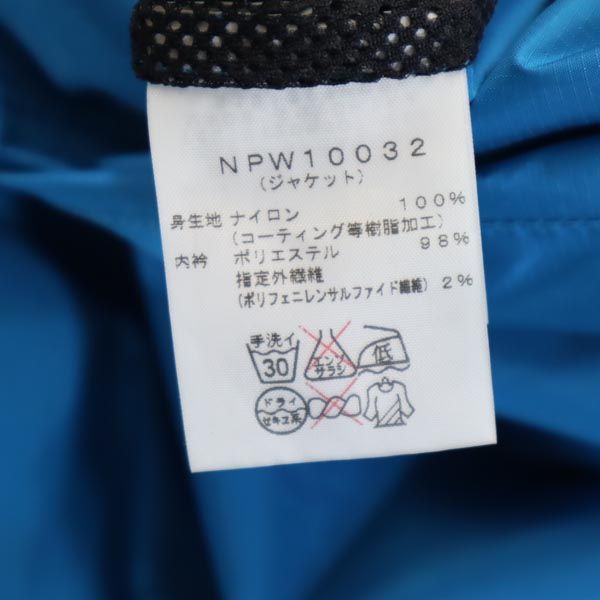 NPW10032
(ジャケット)
身生地 ナイロン 100%
(コーティング等樹脂加工)
内衿 ポリエステル 98%
指定外繊維
(ポリフェニレンサルファイド繊維) 2%
手洗イ
30
エンソ
サラシ
低
ドライ
セキユ系